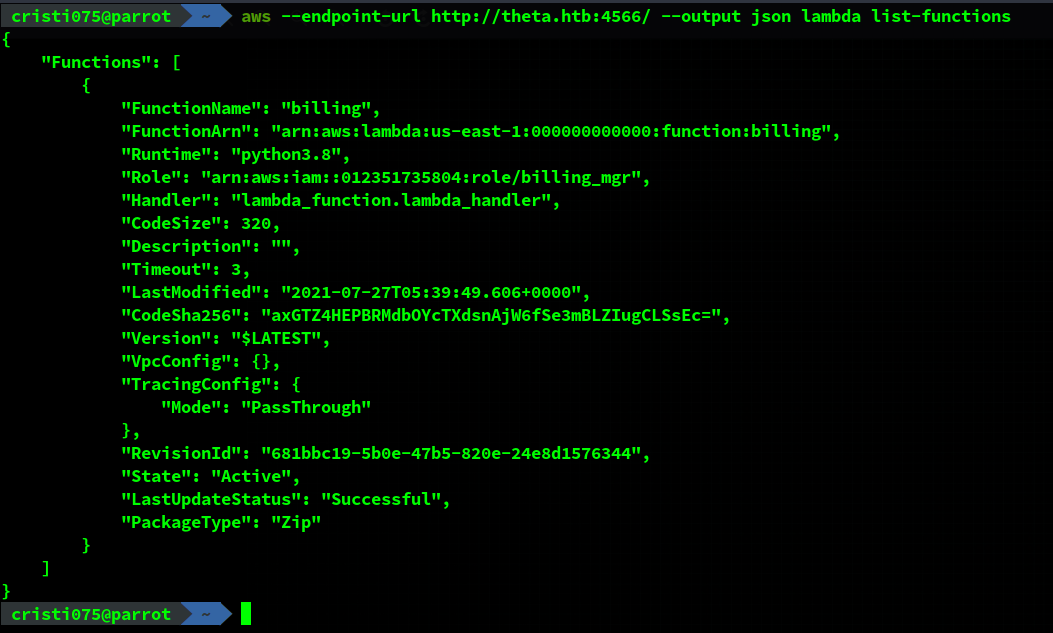 cristi075@parrot ~ aws --endpoint-url http://theta.htb:4566/ --output json lambda list-functions
{
    "Functions": [
        {
            "FunctionName": "billing",
            "FunctionArn": "arn:aws:lambda:us-east-1:000000000000:function:billing",
            "Runtime": "python3.8",
            "Role": "arn:aws:iam::012351735804:role/billing_mgr",
            "Handler": "lambda_function.lambda_handler",
            "CodeSize": 320,
            "Description": "",
            "Timeout": 3,
            "LastModified": "2021-07-27T05:39:49.606+0000",
            "CodeSha256": "axGTZ4HEPBRMdbOYcTXdsnAjW6fSe3mBLZIugCLSsEc=",
            "Version": "$LATEST",
            "VpcConfig": {},
            "TracingConfig": {
                "Mode": "PassThrough"
            },
            "RevisionId": "681bbc19-5b0e-47b5-820e-24e8d1576344",
            "State": "Active",
            "LastUpdateStatus": "Successful",
            "PackageType": "Zip"
        }
    ]
}
cristi075@parrot ~